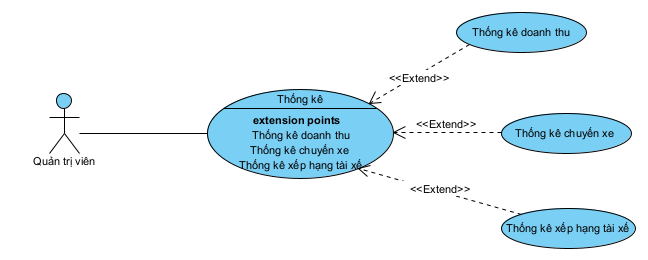 Thống kê doanh thu
<<Extend>>
Thống kê
extension points
Thống kê doanh thu
Thống kê chuyến xe
Thống kê xếp hạng tài xế
<<Extend>>
Thống kê chuyến xe
Quản trị viên
<<Extend>>
Thống kê xếp hạng tài xế